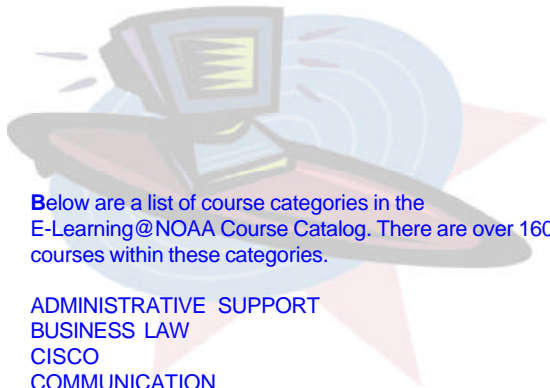 Below are a list of course categories in the
E-Learning@NOAA Course Catalog. There are over 160
courses within these categories.
ADMINISTRATIVE SUPPORT
BUSINESS LAW
CISCO
COMMUNICATION